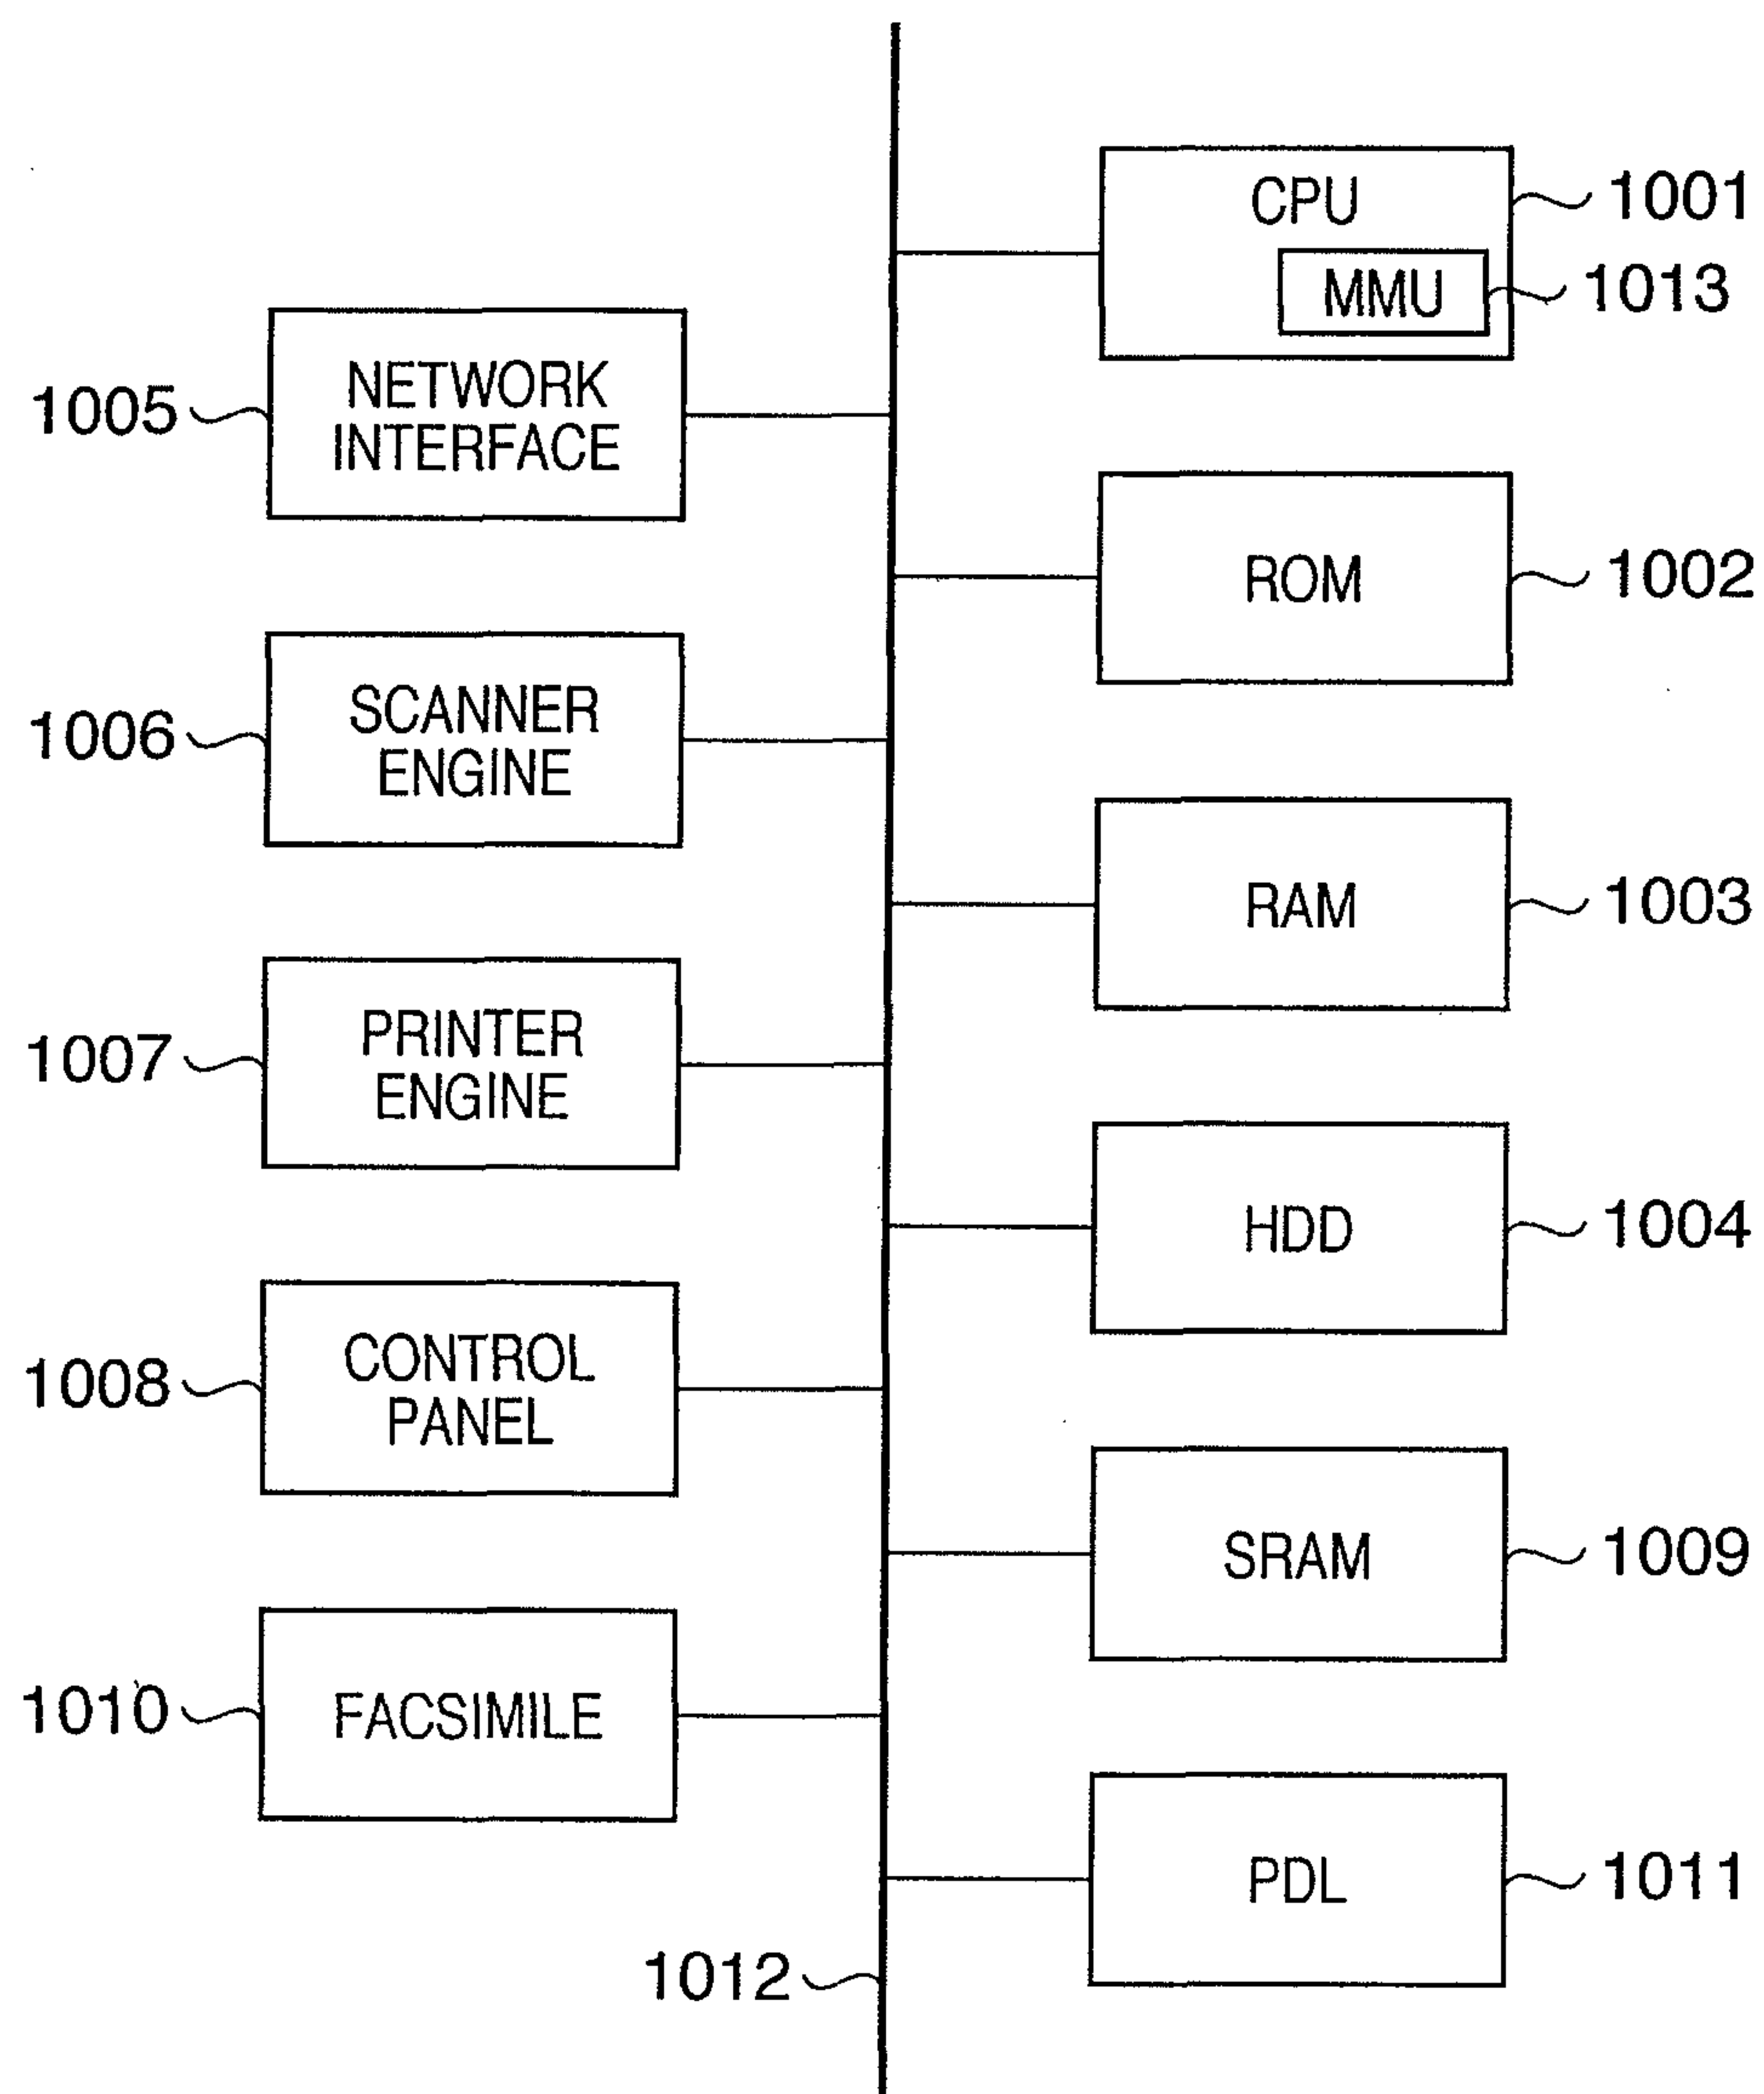 CPU
1001
MMU
1013
1005
NETWORK
INTERFACE
ROM
1002
1006
SCANNER
ENGINE
RAM
1003
1007
PRINTER
ENGINE
HDD
1004
1008
CONTROL
PANEL
SRAM
1009
1010
FACSIMILE
PDL
1011
1012